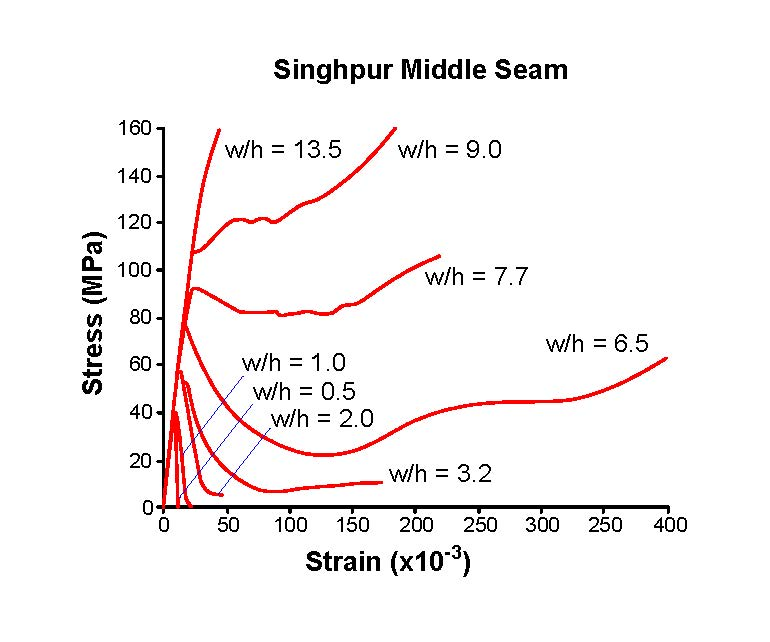 Singhpur Middle Seam
160
140
120
100
80
60
40
20
0
Stress (MPa)
w/h = 13.5
w/h = 9.0
w/h = 7.7
w/h = 6.5
w/h = 1.0
w/h = 0.5
w/h = 2.0
w/h = 3.2
0 50 100 150 200 250 300 250 400
Strain (x10⁻³)